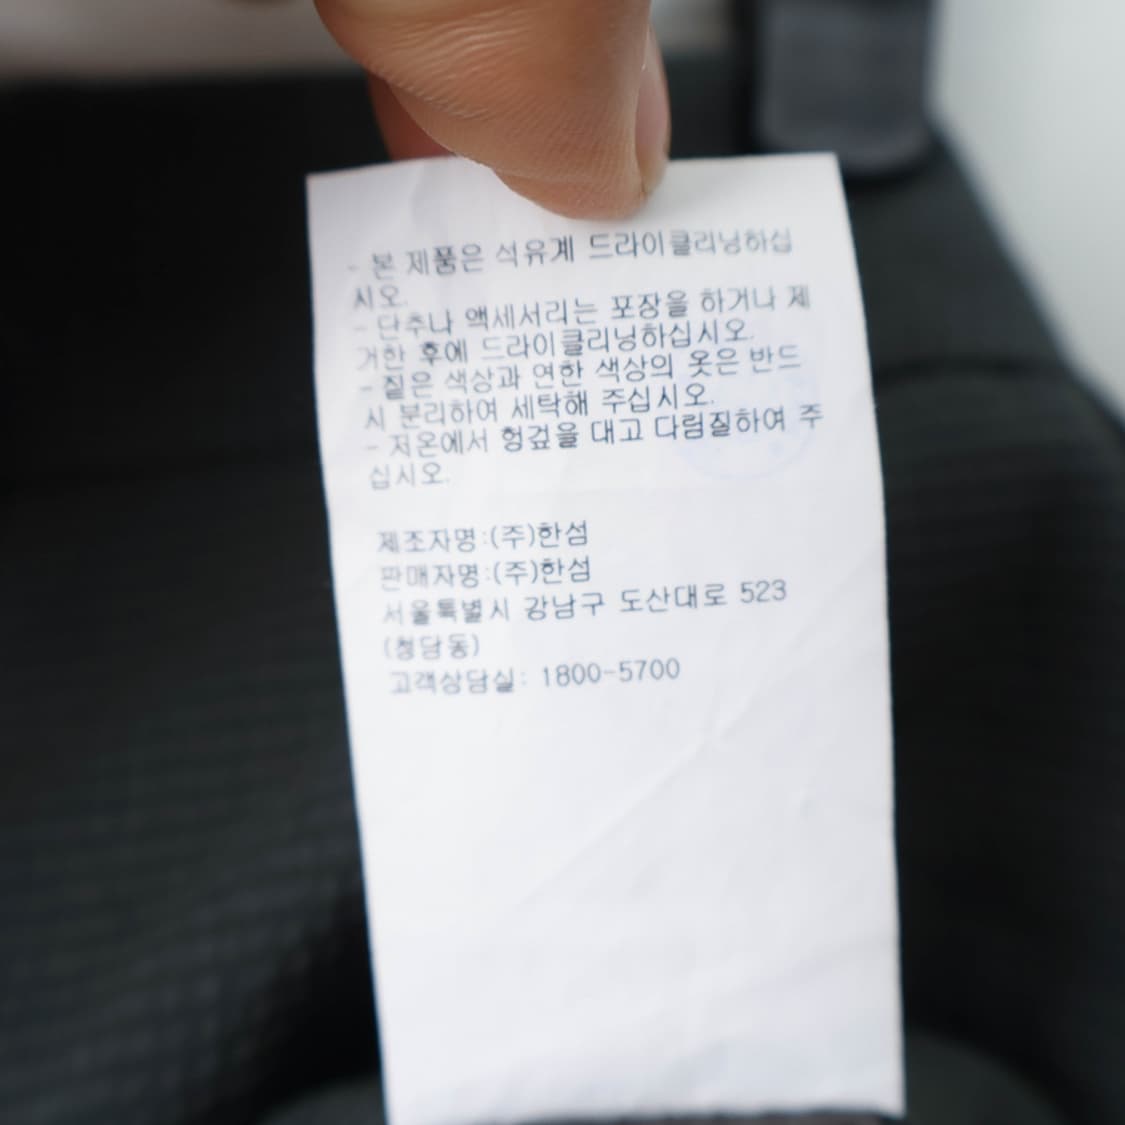 - 본 제품은 석유계 드라이클리닝하십
시오.
- 단추나 액세서리는 포장을 하거나 제
거한 후에 드라이클리닝하십시오.
- 짙은 색상과 연한 색상의 옷은 반드
시 분리하여 세탁해 주십시오.
- 저온에서 헝겊을 대고 다림질하여 주
십시오.
제조자명:(주)한섬
판매자명:(주)한섬
서울특별시 강남구 도산대로 523
(청담동)
고객상담실: 1800-5700